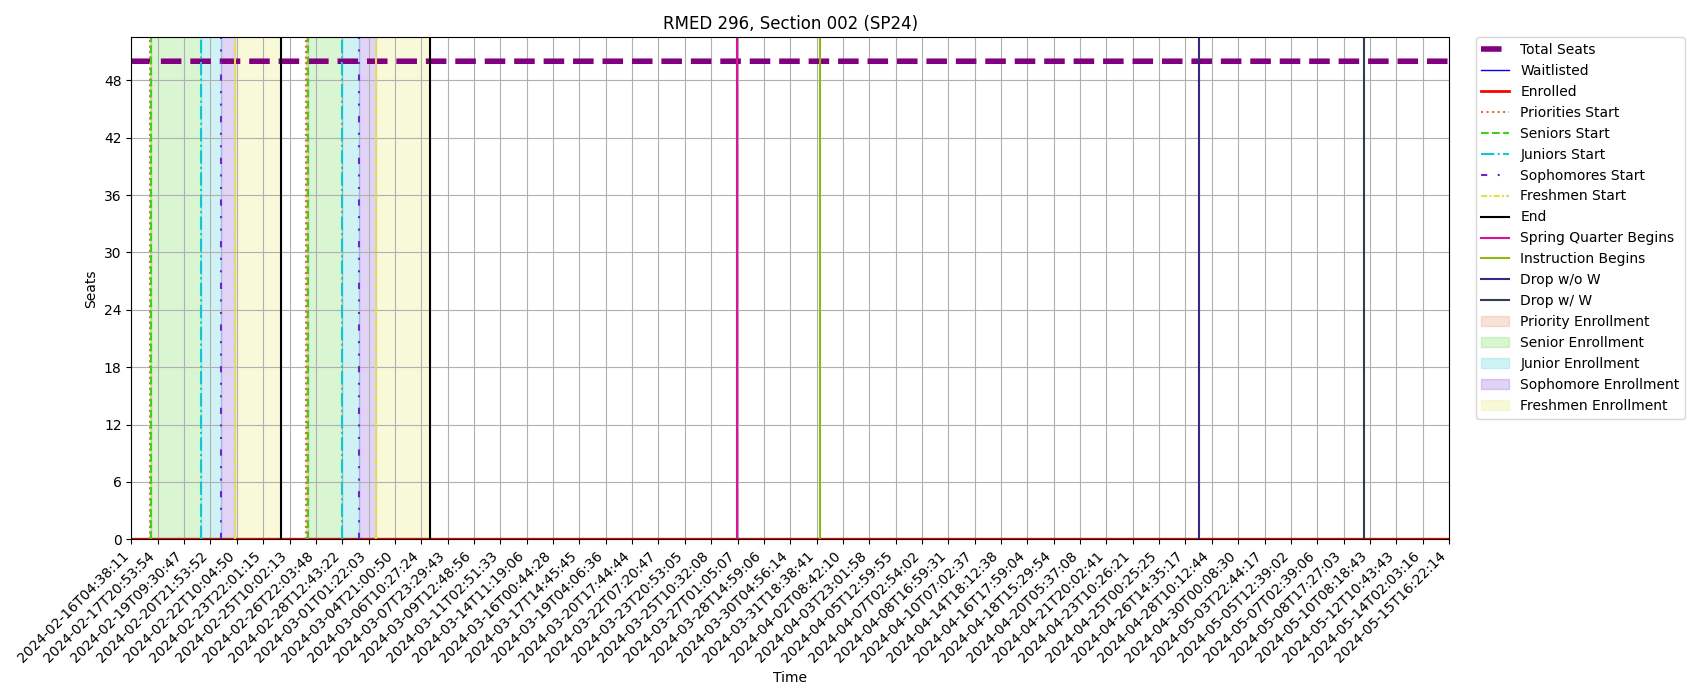 RMED 296, Section 002 (SP24)
Seats
48
42
36
30
24
18
12
6
0
2024-02-16T04:38:11
2024-02-17T20:53:54
2024-02-19T09:30:47
2024-02-20T21:53:52
2024-02-22T10:04:50
2024-02-23T22:01:15
2024-02-25T10:02:13
2024-02-26T22:03:48
2024-02-28T12:43:22
2024-03-01T01:22:03
2024-03-04T21:00:50
2024-03-06T10:27:24
2024-03-07T23:29:43
2024-03-09T12:48:56
2024-03-11T02:51:33
2024-03-14T11:19:06
2024-03-16T00:44:28
2024-03-17T14:45:45
2024-03-19T04:06:36
2024-03-20T17:44:44
2024-03-22T07:20:47
2024-03-23T20:53:05
2024-03-25T10:32:08
2024-03-27T01:05:07
2024-03-28T14:59:06
2024-03-30T04:56:14
2024-03-31T18:38:41
2024-04-02T08:42:10
2024-04-03T23:01:58
2024-04-05T12:59:55
2024-04-07T02:54:02
2024-04-08T16:59:31
2024-04-10T07:02:37
2024-04-14T18:12:38
2024-04-16T17:59:04
2024-04-18T15:29:54
2024-04-20T05:37:08
2024-04-21T20:02:41
2024-04-23T10:26:21
2024-04-25T00:25:25
2024-04-26T14:35:17
2024-04-28T10:12:44
2024-04-30T00:08:30
2024-05-03T22:44:17
2024-05-05T12:39:02
2024-05-07T02:39:06
2024-05-08T17:27:03
2024-05-10T08:18:43
2024-05-12T10:43:43
2024-05-14T02:03:16
2024-05-15T16:22:14
Time
Total Seats
Waitlisted
Enrolled
Priorities Start
Seniors Start
Juniors Start
Sophomores Start
Freshmen Start
End
Spring Quarter Begins
Instruction Begins
Drop w/o W
Drop w/ W
Priority Enrollment
Senior Enrollment
Junior Enrollment
Sophomore Enrollment
Freshmen Enrollment